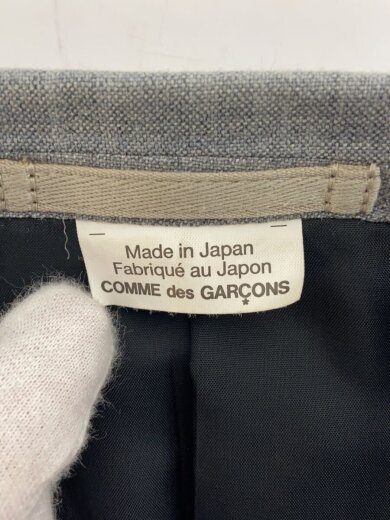 Made in Japan
Fabriqué au Japon
COMME des GARÇONS